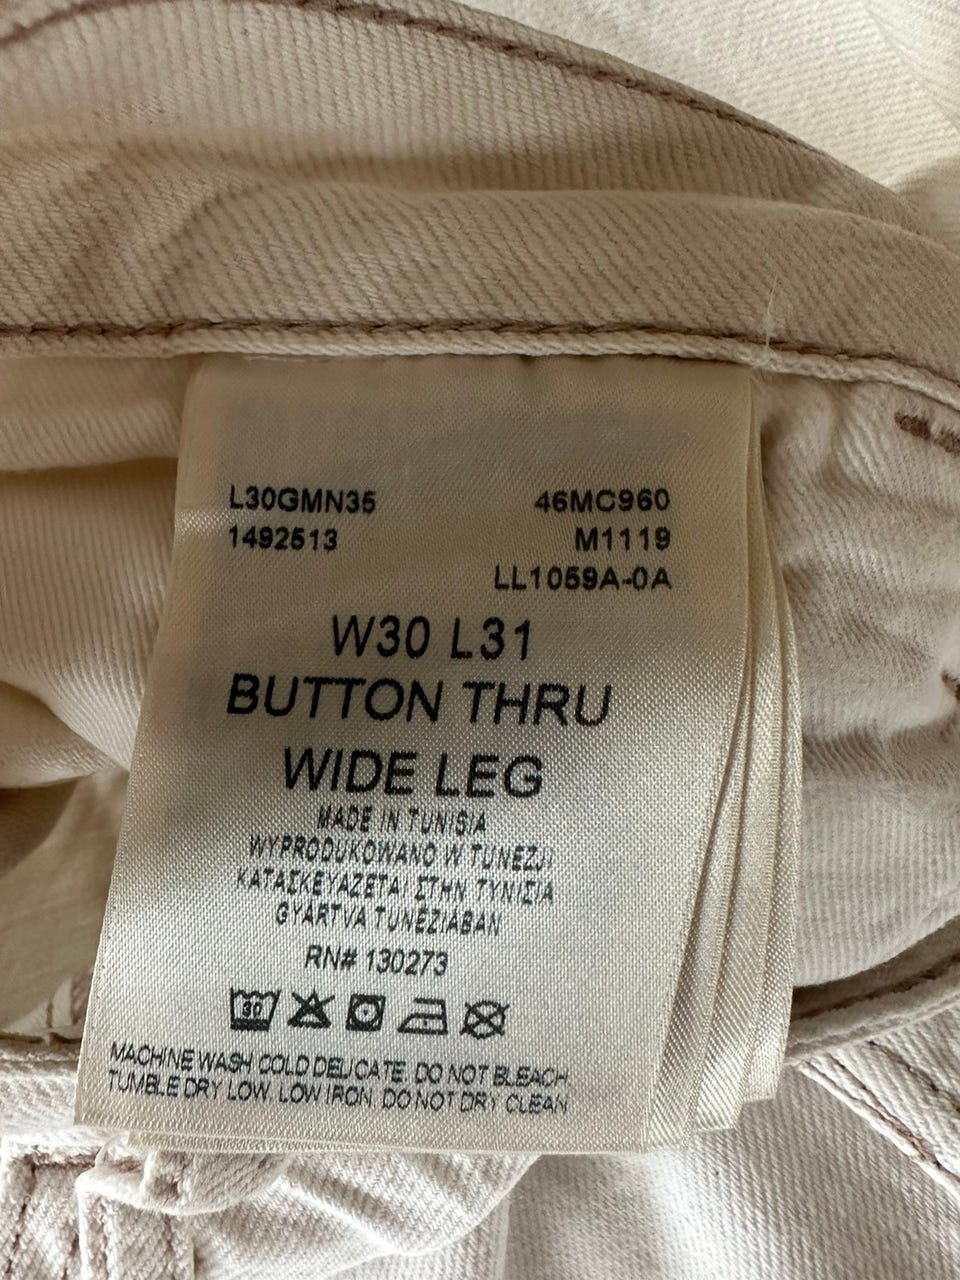 L30GMN35 46MC960
1492513 M1119
LL1059A-0A
W30 L31
BUTTON THRU
WIDE LEG
MADE IN TUNISIA
WYPRODUKOWANO W TUNEZJI
ΚΑΤΑΣΚΕΥΑΖΕΤΑΙ ΣΤΗΝ ΤΥΝΙΣΙΑ
GYÁRTVA TUNÉZIÁBAN
RN# 130273
30
MACHINE WASH COLD DELICATE. DO NOT BLEACH.
TUMBLE DRY LOW. LOW IRON. DO NOT DRY CLEAN